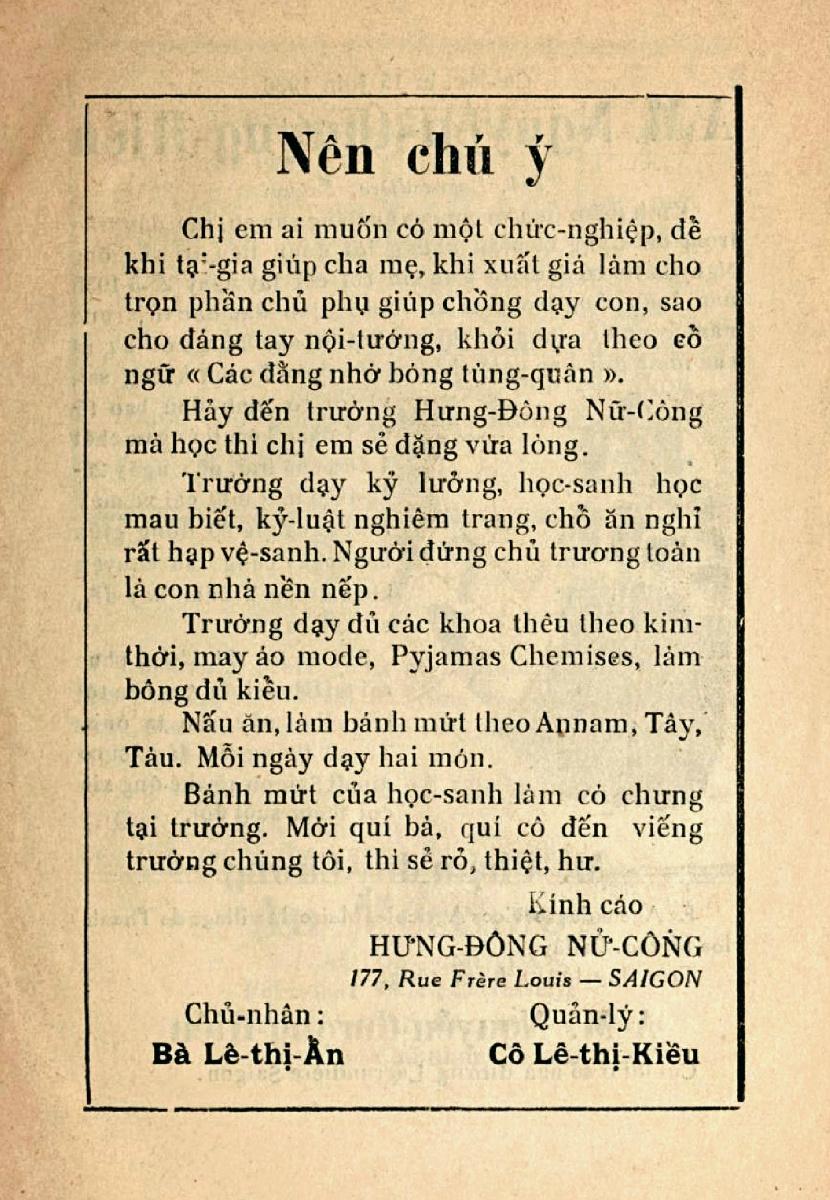 Nên chú ý
Chị em ai muốn có một chức-nghiệp, để
khi tại-gia giúp cha mẹ, khi xuất giá làm cho
trọn phần chủ phụ giúp chồng dạy con, sao
cho đáng tay nội-tướng, khỏi dựa theo cổ
ngữ « Các đằng nhờ bóng tùng-quân ».
Hảy đến trường Hưng-Đông Nữ-Công
mà học thì chị em sẻ đặng vừa lòng.
Trường dạy kỷ lưởng, học-sanh học
mau biết, kỷ-luật nghiêm trang, chổ ăn nghỉ
rất hạp vệ-sanh. Người đứng chủ trương toàn
là con nhà nền nếp.
Trường dạy đủ các khoa thêu theo kim-
thời, may áo mode, Pyjamas Chemises, làm
bông đủ kiểu.
Nấu ăn, làm bánh mứt theo Annam, Tây,
Tàu. Mỗi ngày dạy hai món.
Bánh mứt của học-sanh làm có chưng
tại trường. Mời quí bà, quí cô đến viếng
trường chúng tôi, thì sẻ rỏ, thiệt, hư.
Kính cáo
HƯNG-ĐÔNG NỬ-CÔNG
177, Rue Frère Louis — SAIGON
Chủ-nhân: Quản-lý:
Bà Lê-thị-Ẩn Cô Lê-thị-Kiều